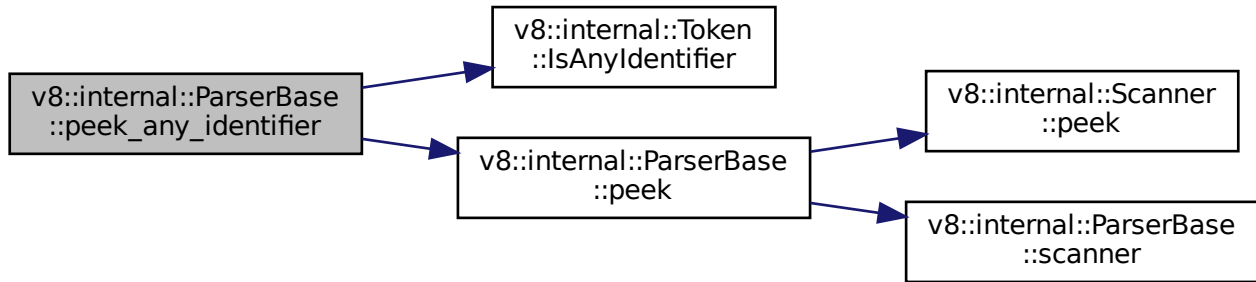 v8::internal::ParserBase
::peek_any_identifier
v8::internal::Token
::IsAnyIdentifier
v8::internal::ParserBase
::peek
v8::internal::Scanner
::peek
v8::internal::ParserBase
::scanner